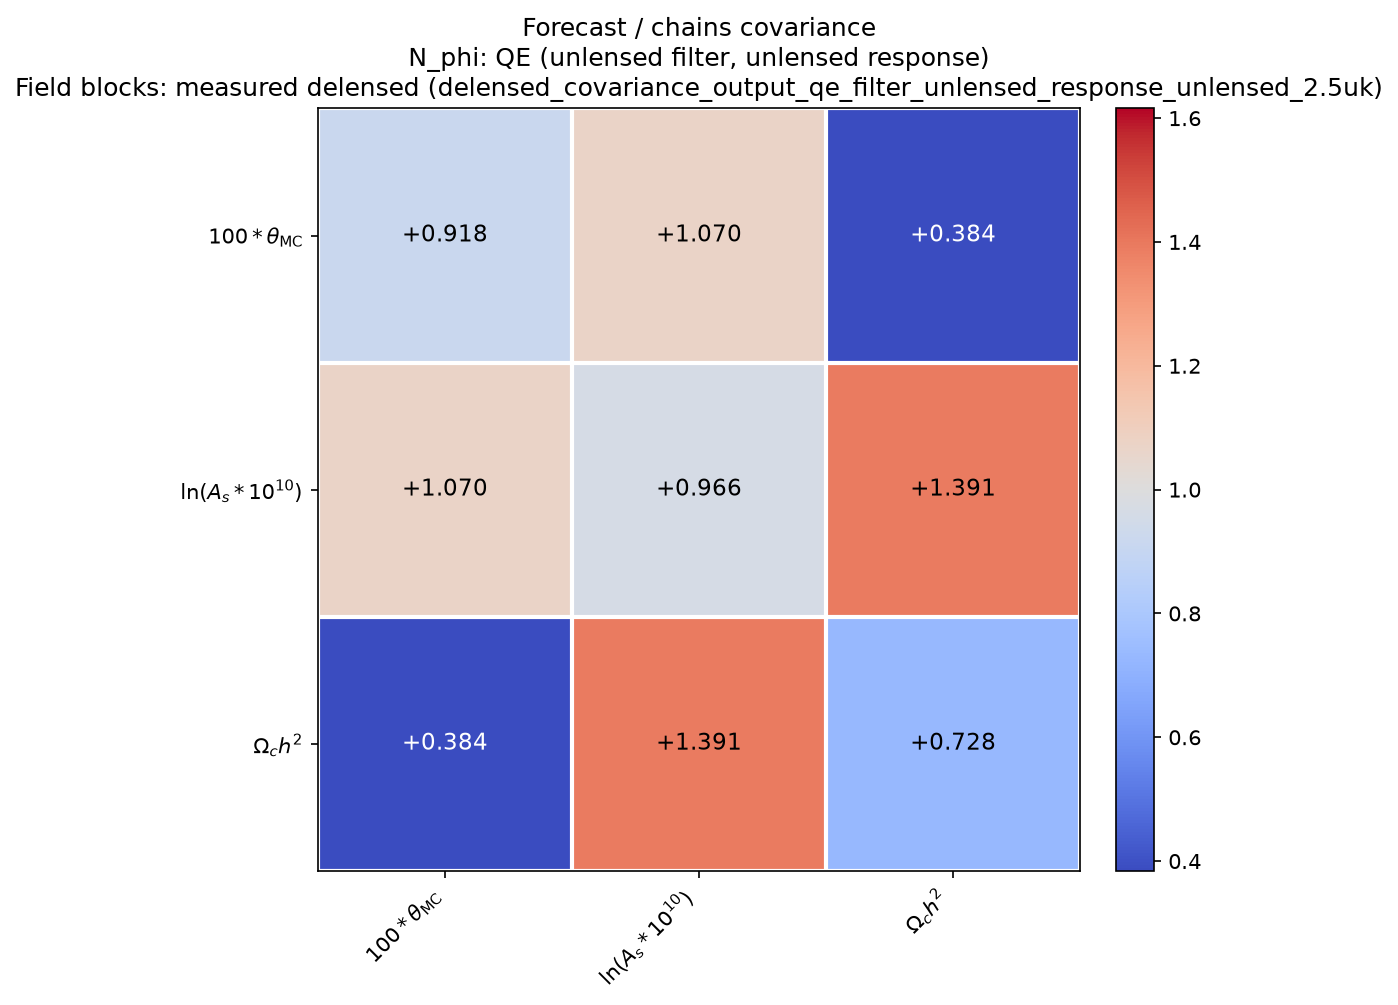 Forecast / chains covariance
N_phi: QE (unlensed filter, unlensed response)
Field blocks: measured delensed (delensed_covariance_output_qe_filter_unlensed_response_unlensed_2.5uk)
100 * θ_MC +0.918 +1.070 +0.384
ln(A_s * 10^10) +1.070 +0.966 +1.391
Ω_c h² +0.384 +1.391 +0.728
100 * θ_MC ln(A_s * 10^10) Ω_c h²
1.6
1.4
1.2
1.0
0.8
0.6
0.4